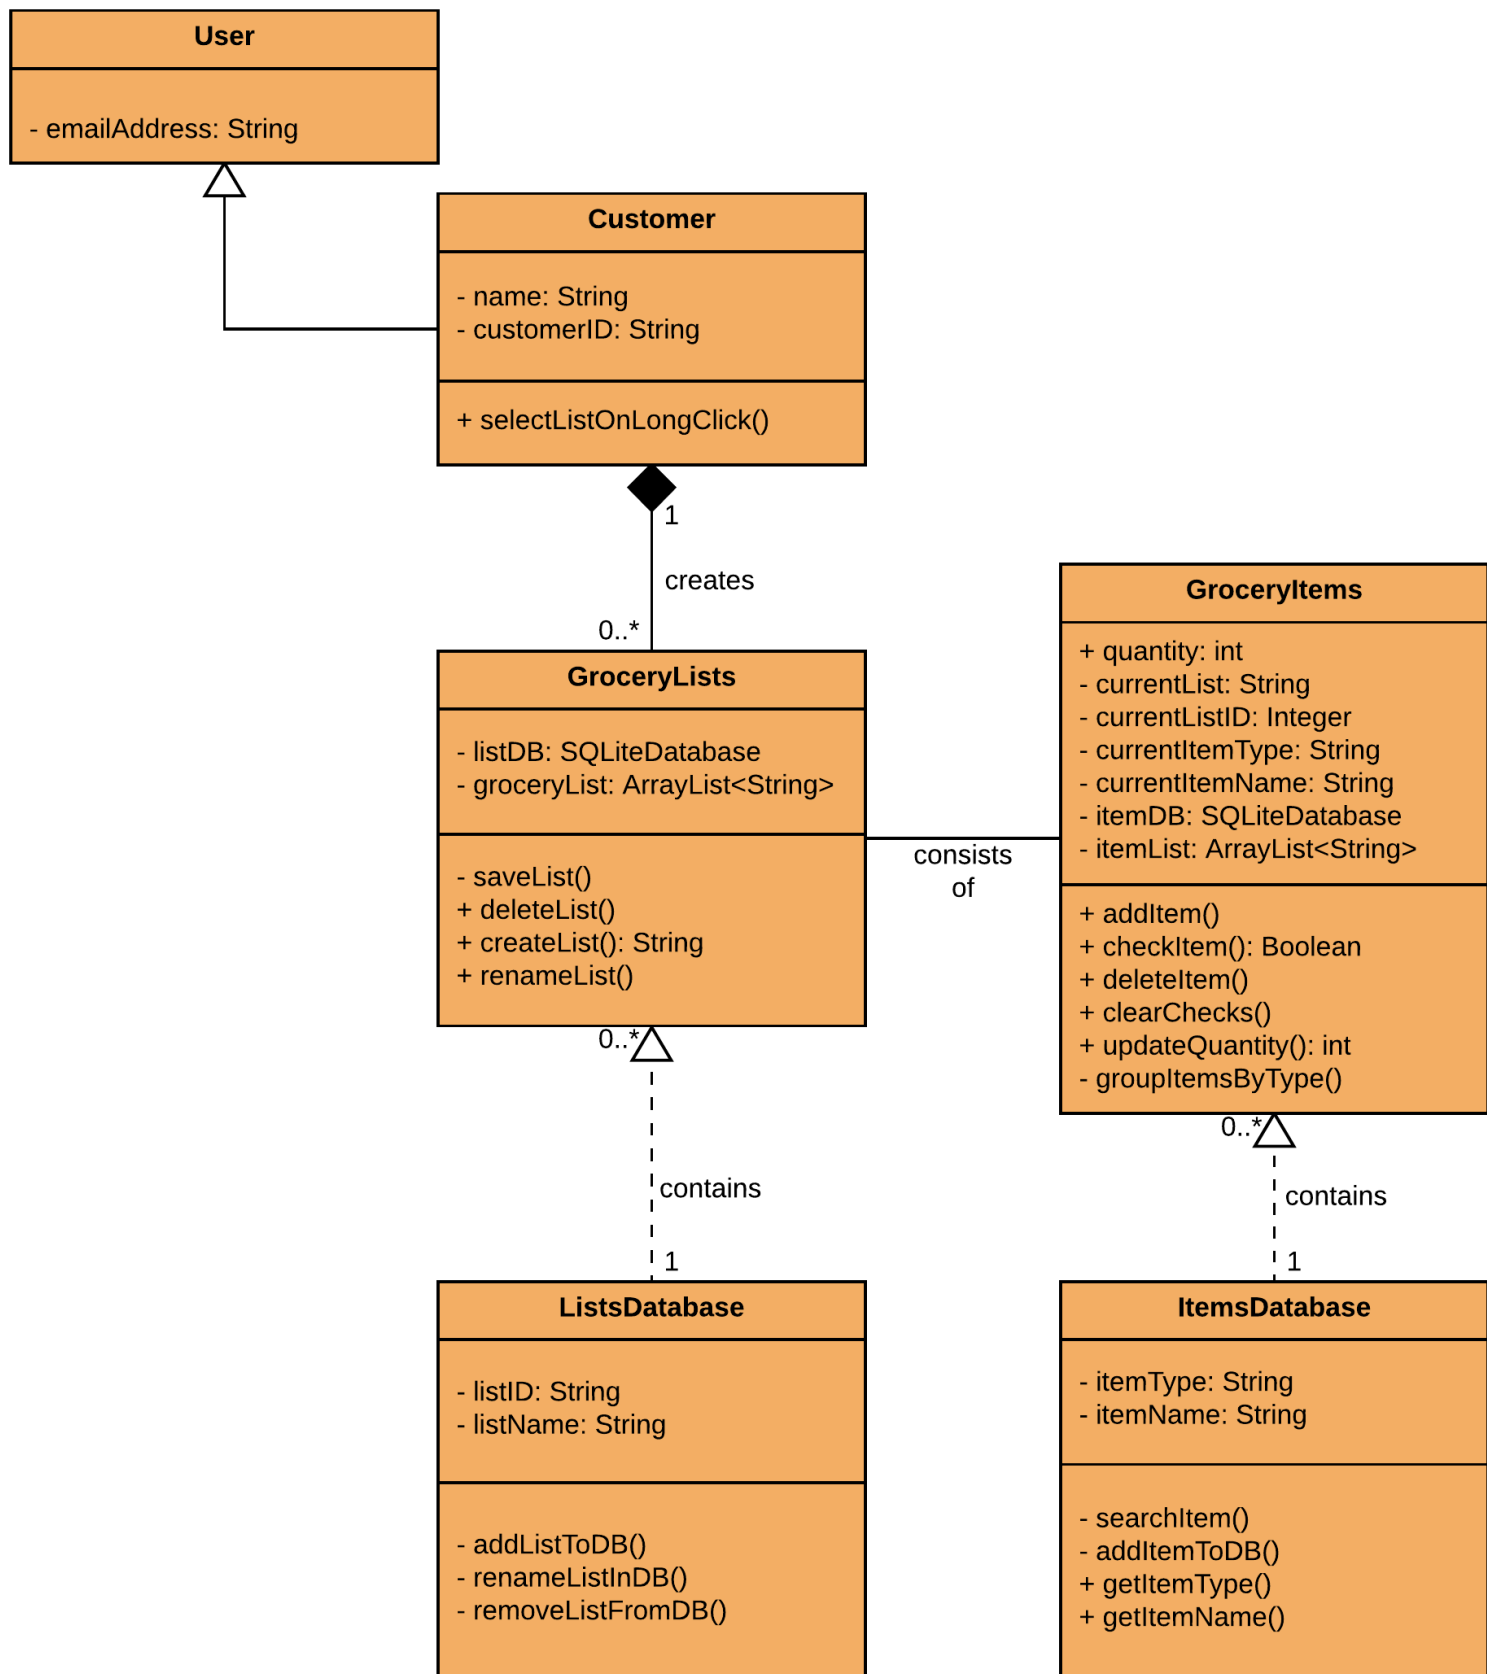 User
- emailAddress: String
Customer
- name: String
- customerID: String
+ selectListOnLongClick()
1
creates
0..*
GroceryLists
- listDB: SQLiteDatabase
- groceryList: ArrayList<String>
- saveList()
+ deleteList()
+ createList(): String
+ renameList()
consists
of
GroceryItems
+ quantity: int
- currentList: String
- currentListID: Integer
- currentItemType: String
- currentItemName: String
- itemDB: SQLiteDatabase
- itemList: ArrayList<String>
+ addItem()
+ checkItem(): Boolean
+ deleteItem()
+ clearChecks()
+ updateQuantity(): int
- groupItemsByType()
0..*
contains
1
ListsDatabase
- listID: String
- listName: String
- addListToDB()
- renameListInDB()
- removeListFromDB()
0..*
contains
1
ItemsDatabase
- itemType: String
- itemName: String
- searchItem()
- addItemToDB()
+ getItemType()
+ getItemName()